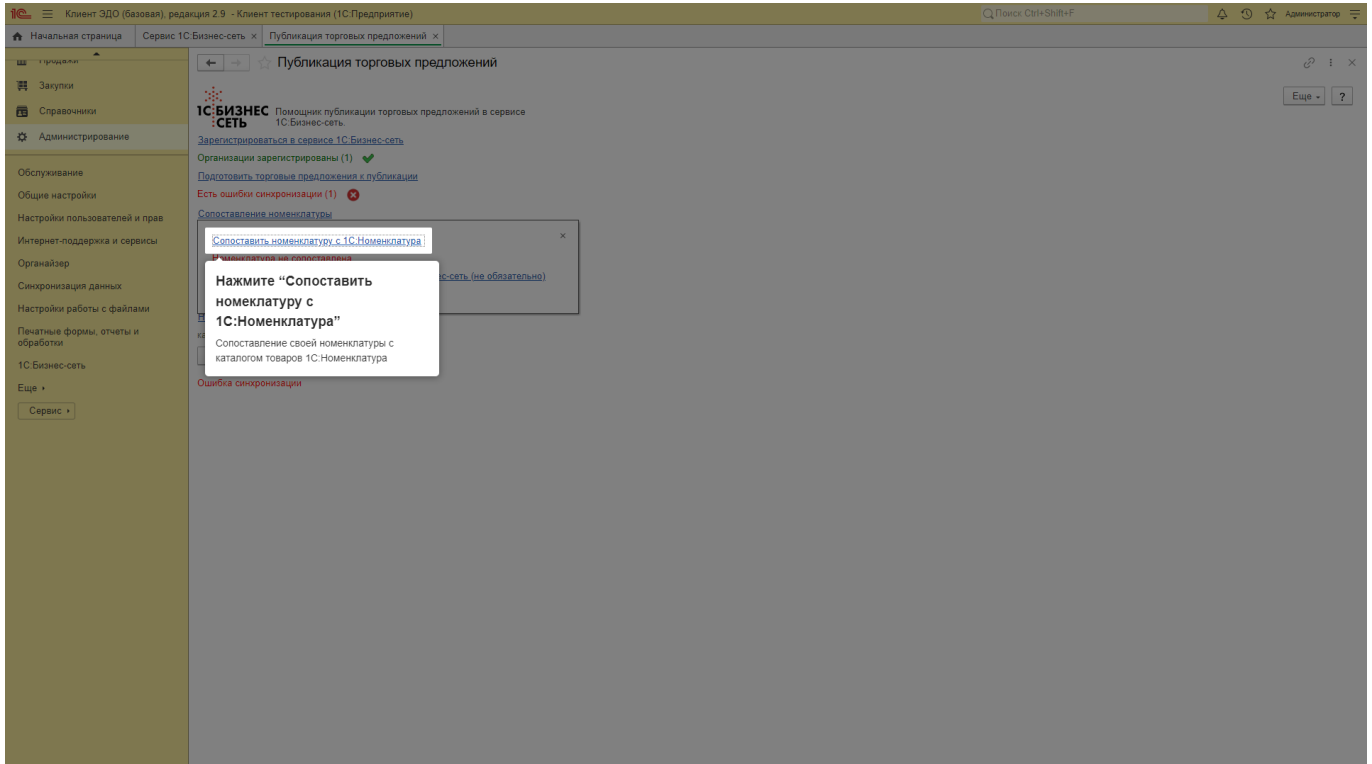 1С Клиент ЭДО (базовая), редакция 2.9 - Клиент тестирования (1С:Предприятие)
Поиск Ctrl+Shift+F
Администратор
Начальная страница
Сервис 1С:Бизнес-сеть ×
Публикация торговых предложений ×
Продажи
Закупки
Справочники
Администрирование
Обслуживание
Общие настройки
Настройки пользователей и прав
Интернет-поддержка и сервисы
Органайзер
Синхронизация данных
Настройки работы с файлами
Печатные формы, отчеты и
обработки
1С:Бизнес-сеть
Еще
Сервис
Публикация торговых предложений
Еще
?
1С:БИЗНЕС
СЕТЬ
Помощник публикации торговых предложений в сервисе
1С:Бизнес-сеть.
Зарегистрироваться в сервисе 1С:Бизнес-сеть
Организации зарегистрированы (1)
Подготовить торговые предложения к публикации
Есть ошибки синхронизации (1)
Сопоставление номенклатуры
Сопоставить номенклатуру с 1С:Номенклатура
×
Номенклатура не сопоставлена
с-сеть (не обязательно)
Нажмите “Сопоставить
номеклатуру с
1С:Номенклатура”
Сопоставление своей номенклатуры с
каталогом товаров 1С:Номенклатура
Ошибка синхронизации